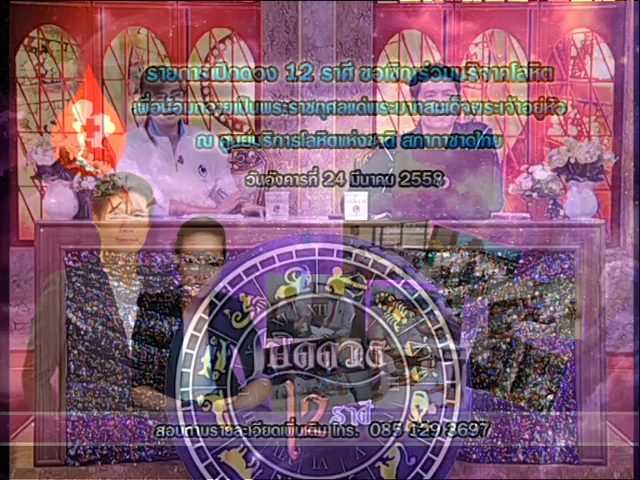 รายการเปิดดวง 12 ราศี ขอเชิญร่วมบริจาคโลหิต
เพื่อน้อมถวายเป็นพระราชกุศลแด่พระบาทสมเด็จพระเจ้าอยู่หัว
ณ ศูนย์บริการโลหิตแห่งชาติ สภากาชาดไทย
วันอังคารที่ 24 มีนาคม 2558
เปิดดวง
12 ราศี
สอบถามรายละเอียดเพิ่มเติม โทร. 085 129 8697